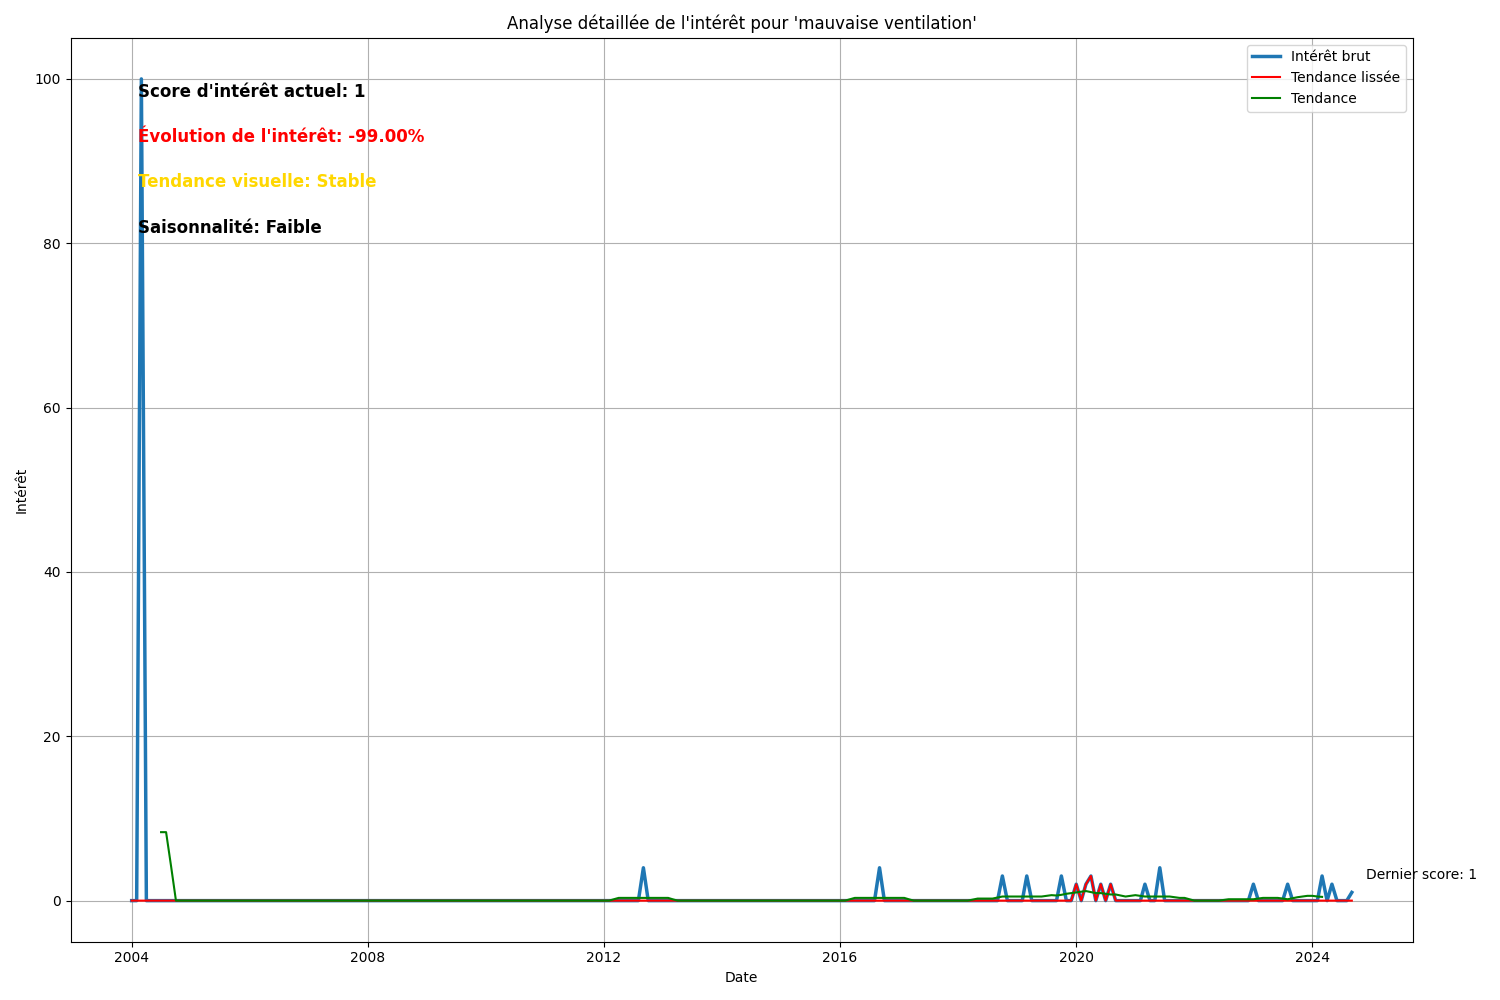 Analyse détaillée de l'intérêt pour 'mauvaise ventilation'
Intérêt brut
Tendance lissée
Tendance
Score d'intérêt actuel: 1
Évolution de l'intérêt: -99.00%
Tendance visuelle: Stable
Saisonnalité: Faible
100
80
60
40
20
0
Intérêt
Dernier score: 1
2004
2008
2012
2016
2020
2024
Date